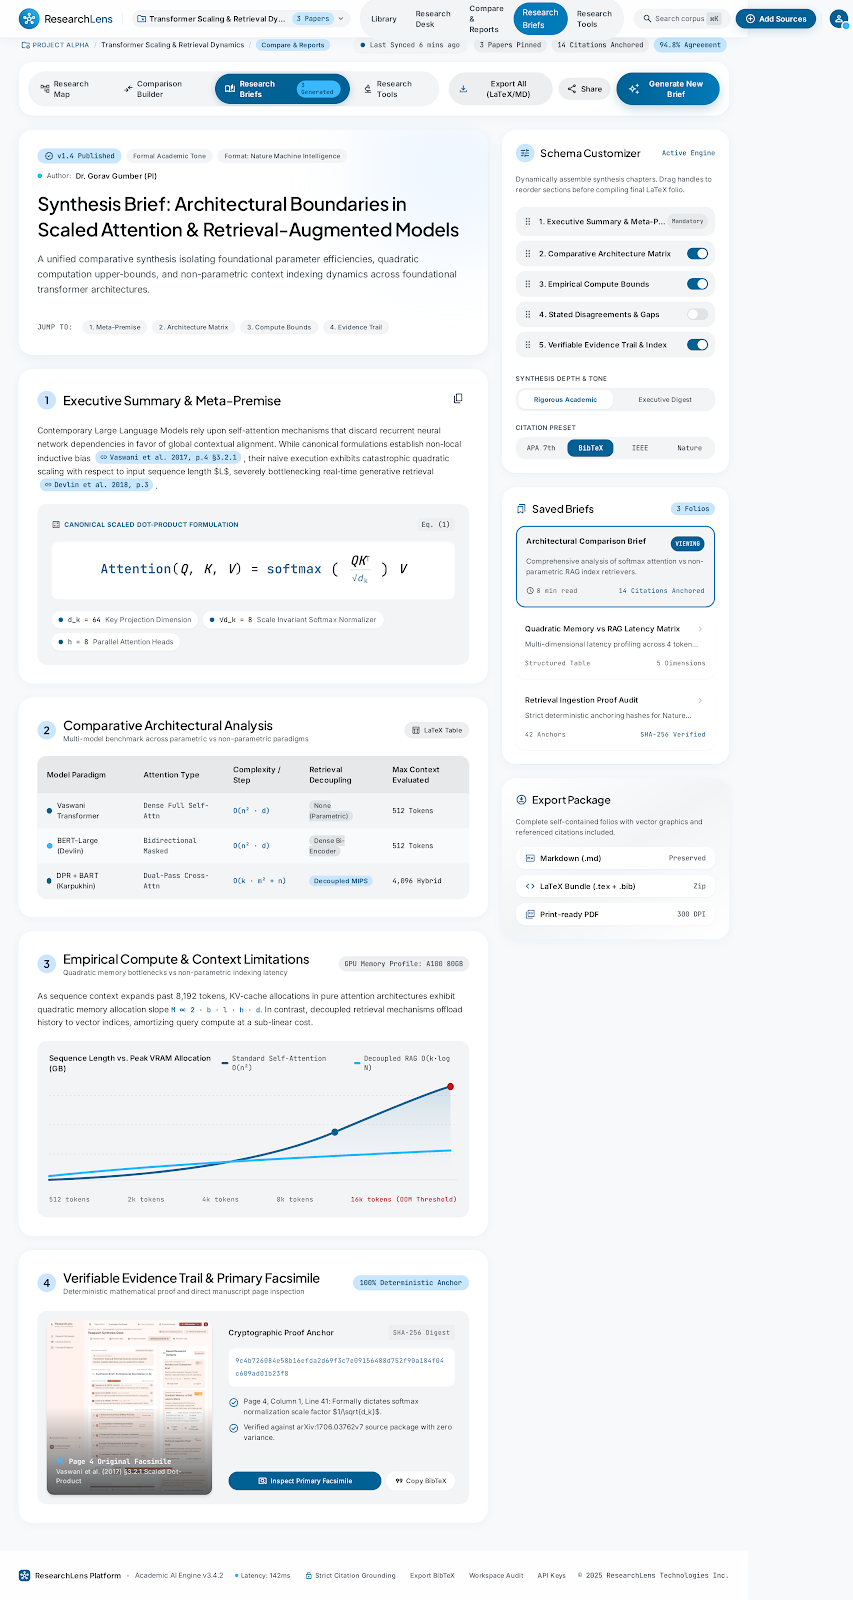 ResearchLens
Transformer Scaling & Retrieval Dy...
3 Papers
Library
Research Desk
Compare & Reports
Research Briefs
Research Tools
Search corpus
⌘K
Add Sources
PROJECT ALPHA / Transformer Scaling & Retrieval Dynamics / Compare & Reports
Last Synced 6 mins ago
3 Papers Pinned
14 Citations Anchored
94.8% Agreement
Research Map
Comparison Builder
Research Briefs
3 Generated
Research Tools
Export All (LaTeX/MD)
Share
Generate New Brief
v1.4 Published
Formal Academic Tone
Format: Nature Machine Intelligence
Author: Dr. Gorav Gumber (PI)
Synthesis Brief: Architectural Boundaries in
Scaled Attention & Retrieval-Augmented Models
A unified comparative synthesis isolating foundational parameter efficiencies, quadratic
computation upper-bounds, and non-parametric context indexing dynamics across foundational
transformer architectures.
JUMP TO:
1. Meta-Premise
2. Architecture Matrix
3. Compute Bounds
4. Evidence Trail
1 Executive Summary & Meta-Premise
Contemporary Large Language Models rely upon self-attention mechanisms that discard recurrent neural
network dependencies in favor of global contextual alignment. While canonical formulations establish non-local
inductive bias Vaswani et al. 2017, p.4 §3.2.1 , their naive execution exhibits catastrophic quadratic
scaling with respect to input sequence length $L$, severely bottlenecking real-time generative retrieval
Devlin et al. 2018, p.3 .
CANONICAL SCALED DOT-PRODUCT FORMULATION
Eq. (1)
Attention(Q, K, V) = softmax ( QKᵀ / √dₖ ) V
d_k = 64 Key Projection Dimension
√d_k = 8 Scale Invariant Softmax Normalizer
h = 8 Parallel Attention Heads
2 Comparative Architectural Analysis
Multi-model benchmark across parametric vs non-parametric paradigms
LaTeX Table
Model Paradigm
Attention Type
Complexity / Step
Retrieval Decoupling
Max Context Evaluated
Vaswani Transformer
Dense Full Self-Attn
O(n² · d)
None (Parametric)
512 Tokens
BERT-Large (Devlin)
Bidirectional Masked
O(n² · d)
Dense Bi-Encoder
512 Tokens
DPR + BART (Karpukhin)
Dual-Pass Cross-Attn
O(k · m² + n)
Decoupled MIPS
4,096 Hybrid
3 Empirical Compute & Context Limitations
Quadratic memory bottlenecks vs non-parametric indexing latency
GPU Memory Profile: A100 80GB
As sequence context expands past 8,192 tokens, KV-cache allocations in pure attention architectures exhibit
quadratic memory allocation slope M ∝ 2 · b · l · h · d. In contrast, decoupled retrieval mechanisms offload
history to vector indices, amortizing query compute at a sub-linear cost.
Sequence Length vs. Peak VRAM Allocation (GB)
Standard Self-Attention O(n²)
Decoupled RAG O(k·log N)
512 tokens
2k tokens
4k tokens
8k tokens
16k tokens (OOM Threshold)
4 Verifiable Evidence Trail & Primary Facsimile
Deterministic mathematical proof and direct manuscript page inspection
100% Deterministic Anchor
Page 4 Original Facsimile
Vaswani et al. (2017) §3.2.1 Scaled Dot-Product
Cryptographic Proof Anchor
SHA-256 Digest
9c4b726084e58b16efda2d69f3c7e09156488d752f90a184f04
c609ad01b23f8
Page 4, Column 1, Line 41: Formally dictates softmax
normalization scale factor $1/\sqrt{d_k}$.
Verified against arXiv:1706.03762v7 source package with zero
variance.
Inspect Primary Facsimile
Copy BibTeX
Schema Customizer
Active Engine
Dynamically assemble synthesis chapters. Drag handles to
reorder sections before compiling final LaTeX folio.
1. Executive Summary & Meta-P...
Mandatory
2. Comparative Architecture Matrix
3. Empirical Compute Bounds
4. Stated Disagreements & Gaps
5. Verifiable Evidence Trail & Index
SYNTHESIS DEPTH & TONE
Rigorous Academic
Executive Digest
CITATION PRESET
APA 7th
BibTeX
IEEE
Nature
Saved Briefs
3 Folios
Architectural Comparison Brief
VIEWING
Comprehensive analysis of softmax attention vs non-
parametric RAG index retrievers.
8 min read
14 Citations Anchored
Quadratic Memory vs RAG Latency Matrix
Multi-dimensional latency profiling across 4 token...
Structured Table
5 Dimensions
Retrieval Ingestion Proof Audit
Strict deterministic anchoring hashes for Nature...
42 Anchors
SHA-256 Verified
Export Package
Complete self-contained folios with vector graphics and
referenced citations included.
Markdown (.md)
Preserved
LaTeX Bundle (.tex + .bib)
Zip
Print-ready PDF
300 DPI
ResearchLens Platform
Academic AI Engine v3.4.2
Latency: 142ms
Strict Citation Grounding
Export BibTeX
Workspace Audit
API Keys
© 2025 ResearchLens Technologies Inc.